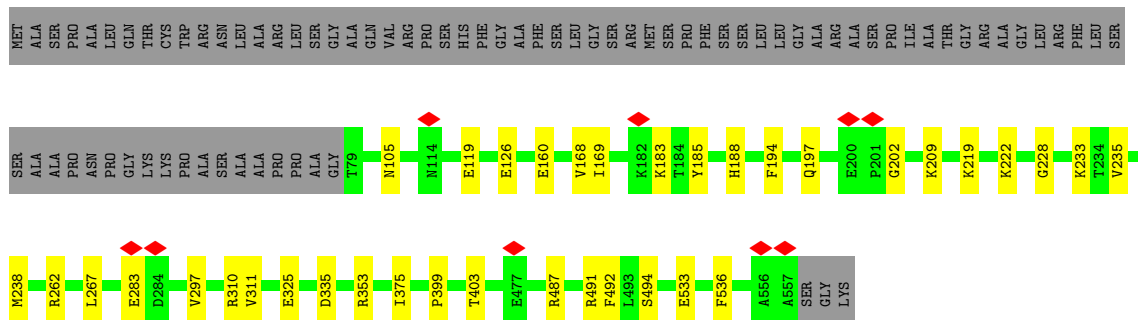 MET ALA SER PRO ALA LEU GLN THR CYS TRP ARG ASN LEU ALA ARG LEU SER GLY ALA GLN VAL ARG PRO SER HIS PHE GLY ALA PHE SER LEU GLY SER ARG MET SER PRO PHE SER SER LEU LEU GLY ALA ARG ALA SER PRO ILE ALA THR GLY ARG ALA GLY LEU ARG PHE LEU SER
SER ALA ALA PRO ASN PRO GLY LYS LYS PRO ALA SER ALA ALA PRO PRO ALA GLY T79 N105 N114 E119 E126 E160 V168 I169 K182 K183 T184 Y185 H188 F194 Q197 E200 P201 G202 K209 K219 K222 G228 K233 T234 V235
M238 R262 L267 E283 D284 V297 R310 V311 E325 D335 R353 I375 P399 T403 E477 R487 R491 F492 L493 S494 E533 F536 A556 A557 SER GLY LYS